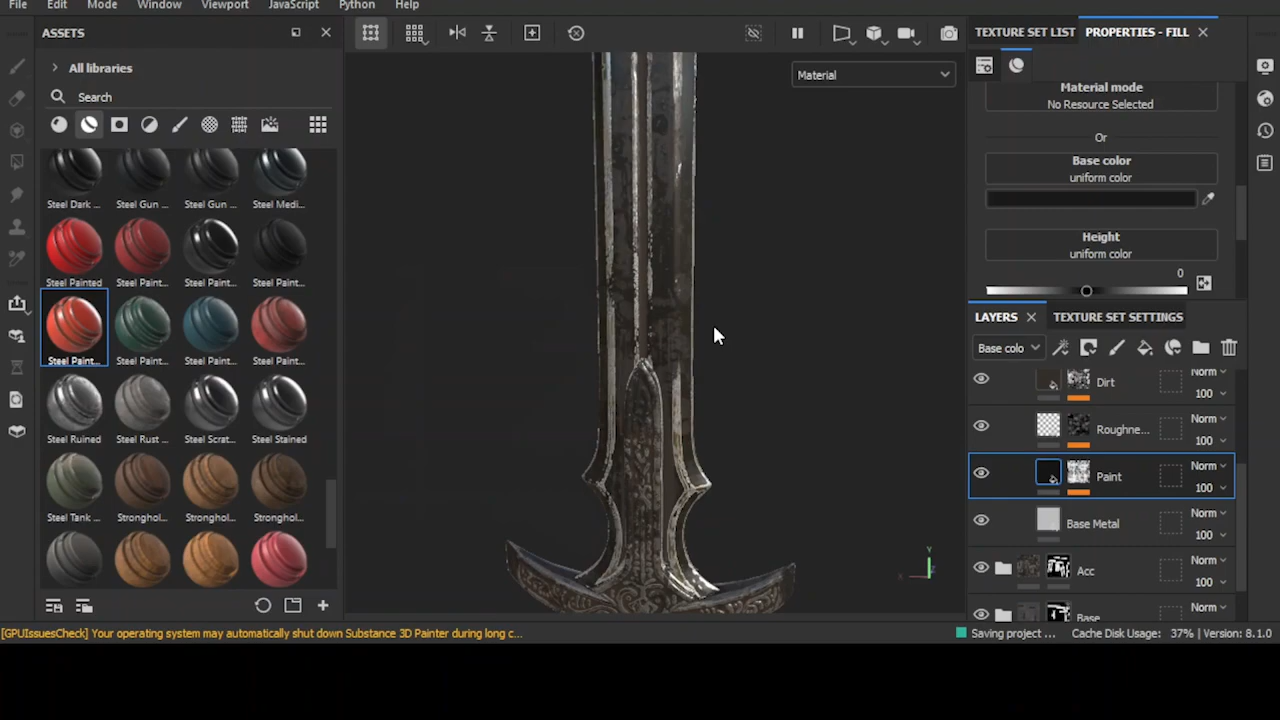 File Edit Mode Window Viewport JavaScript Python Help
ASSETS
All libraries
Search
Steel Dark ... Steel Gun ... Steel Gun ... Steel Medi...
Steel Painted Steel Paint... Steel Paint... Steel Paint...
Steel Paint... Steel Paint... Steel Paint... Steel Paint...
Steel Ruined Steel Rust ... Steel Scrat... Steel Stained
Steel Tank ... Stronghol... Stronghol... Stronghol...
Material
Y
X
TEXTURE SET LIST PROPERTIES - FILL
Material mode
No Resource Selected
Or
Base color
uniform color
Height
uniform color
0
LAYERS TEXTURE SET SETTINGS
Base colo
Dirt Norm
100
Roughne... Norm
100
Paint Norm
100
Base Metal Norm
100
Acc Norm
100
Base Norm
[GPUIssuesCheck] Your operating system may automatically shut down Substance 3D Painter during long c...
Saving project ... Cache Disk Usage: 37% | Version: 8.1.0